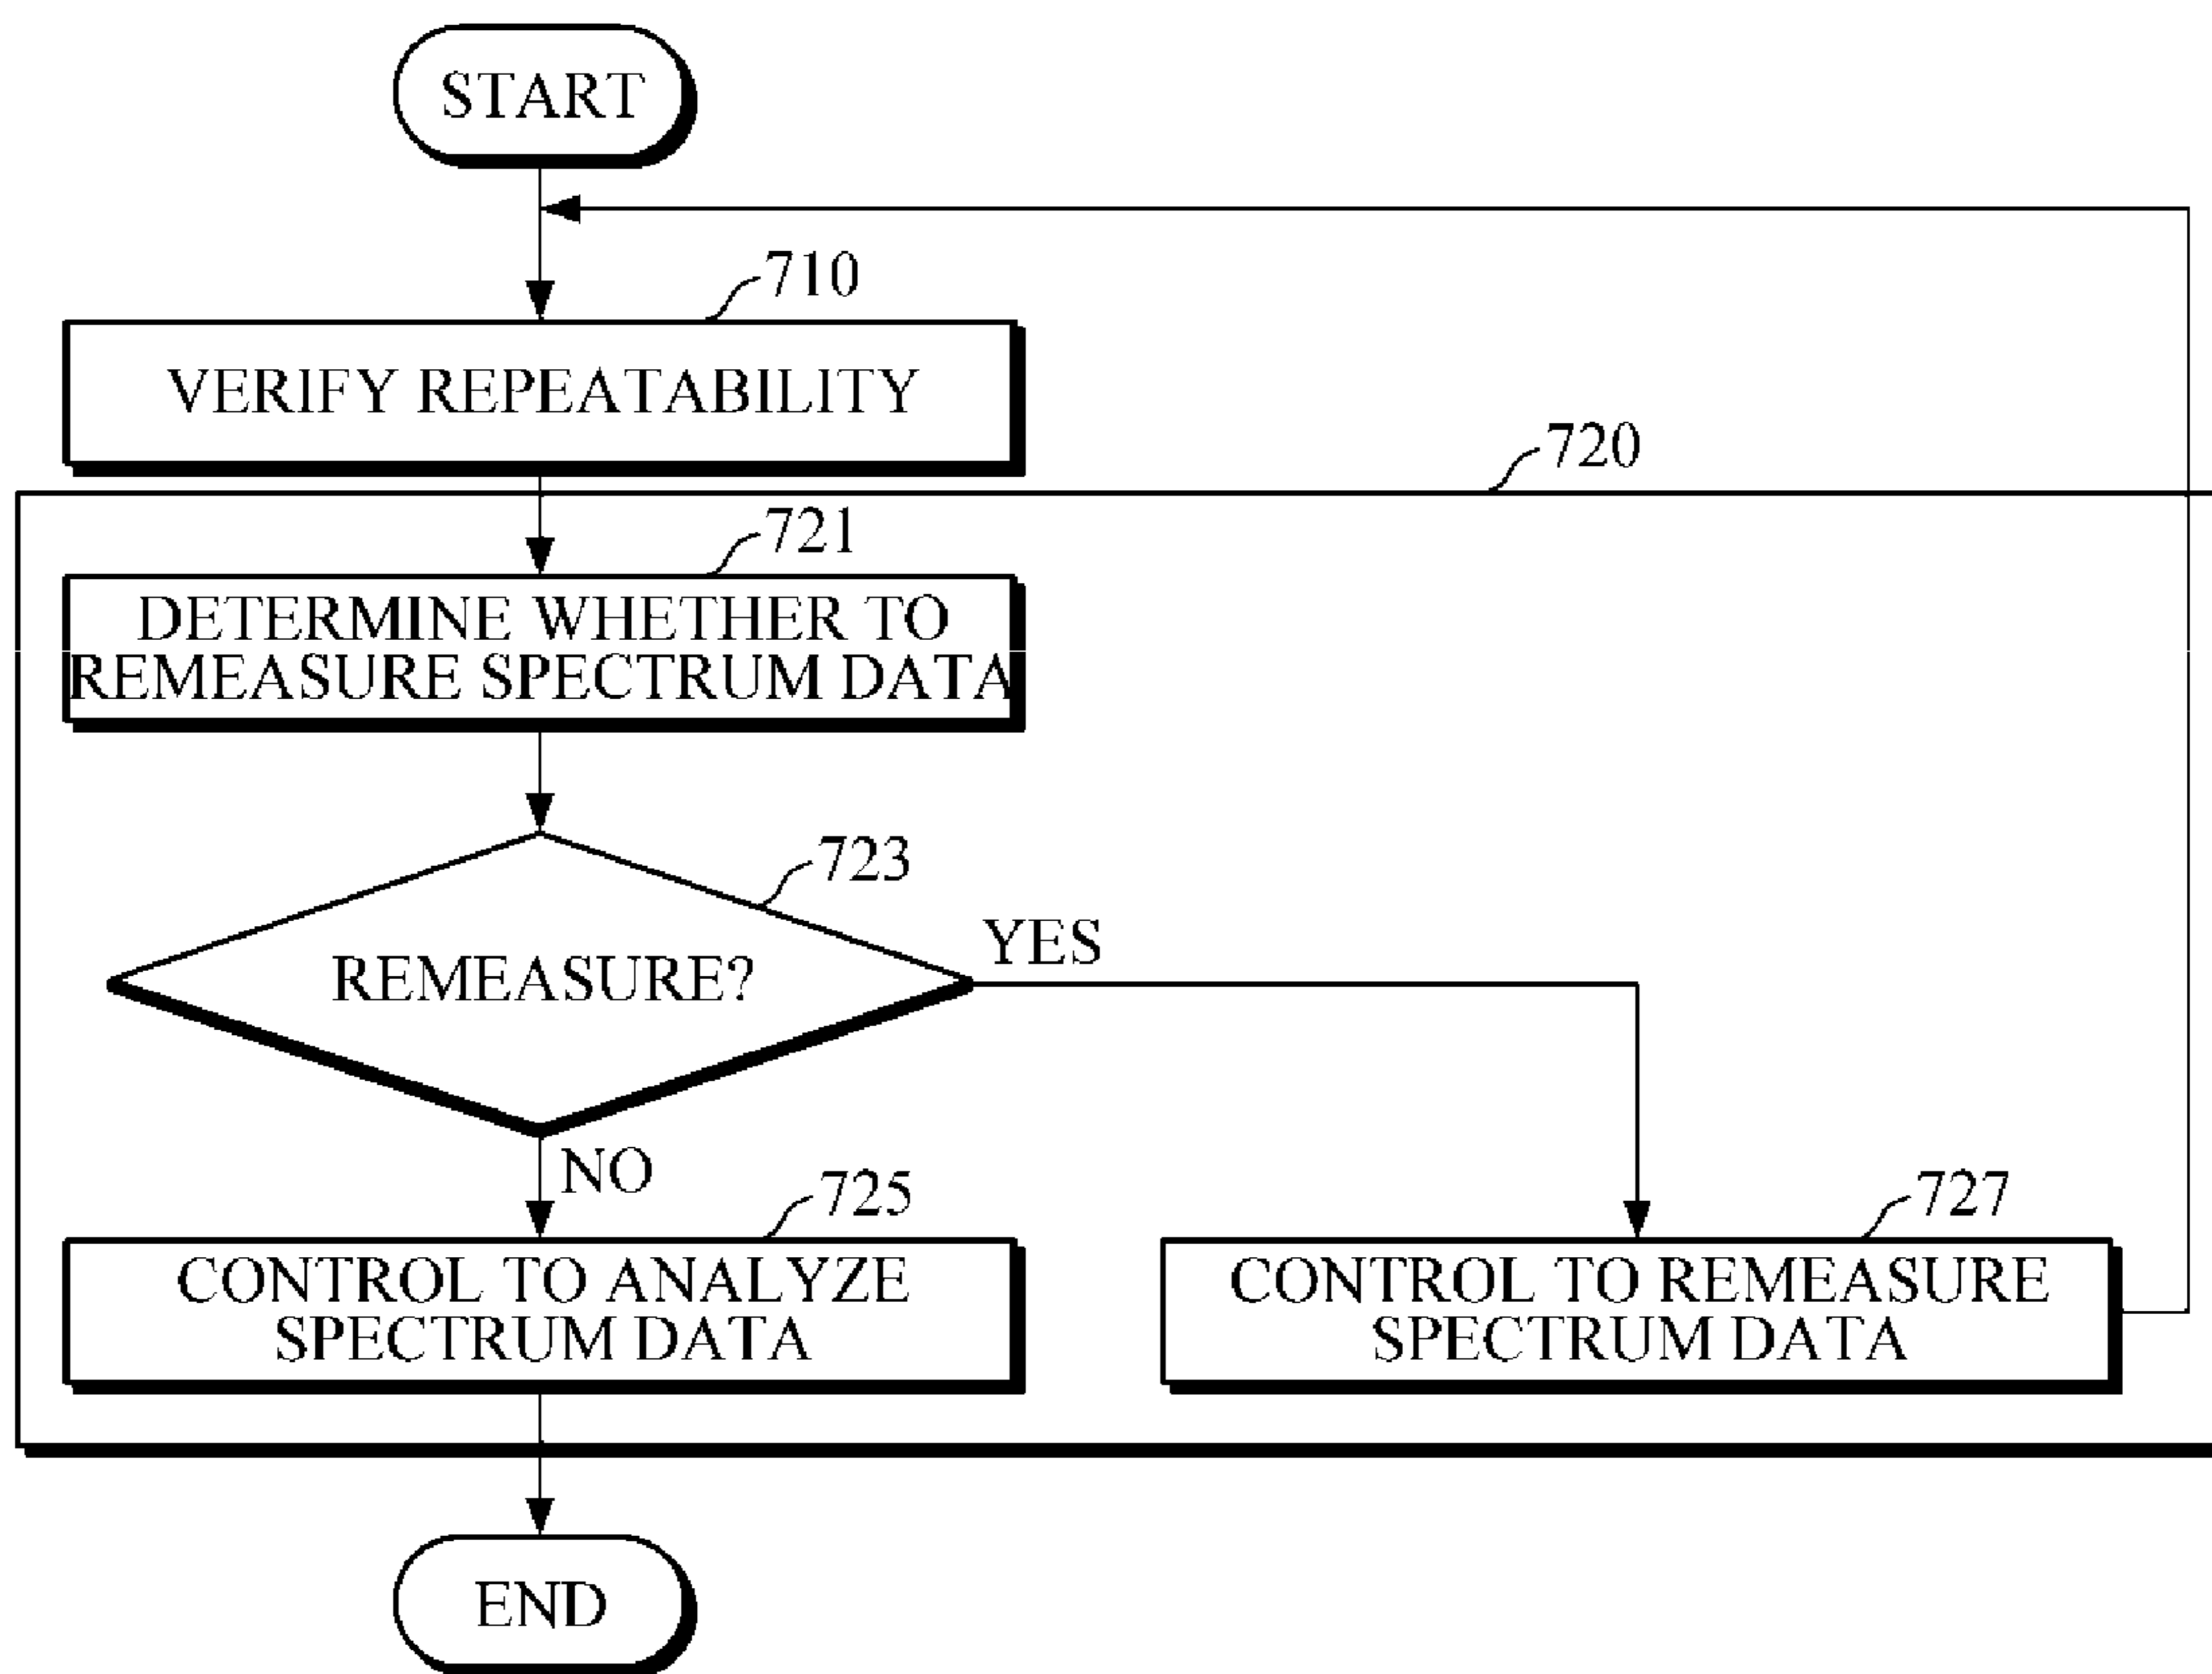 START
710
VERIFY REPEATABILITY
720
721
DETERMINE WHETHER TO
REMEASURE SPECTRUM DATA
723
REMEASURE?
YES
NO
725
CONTROL TO ANALYZE
SPECTRUM DATA
727
CONTROL TO REMEASURE
SPECTRUM DATA
END